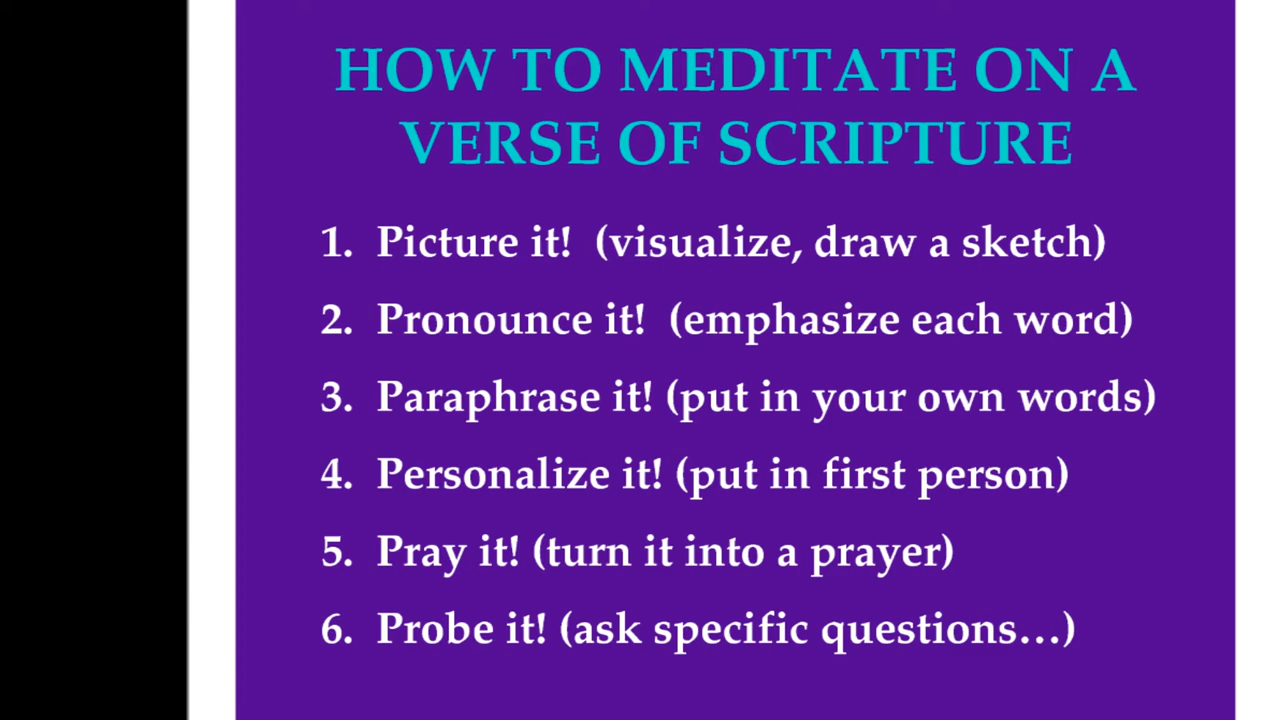 HOW TO MEDITATE ON A
VERSE OF SCRIPTURE
1. Picture it! (visualize, draw a sketch)
2. Pronounce it! (emphasize each word)
3. Paraphrase it! (put in your own words)
4. Personalize it! (put in first person)
5. Pray it! (turn it into a prayer)
6. Probe it! (ask specific questions…)